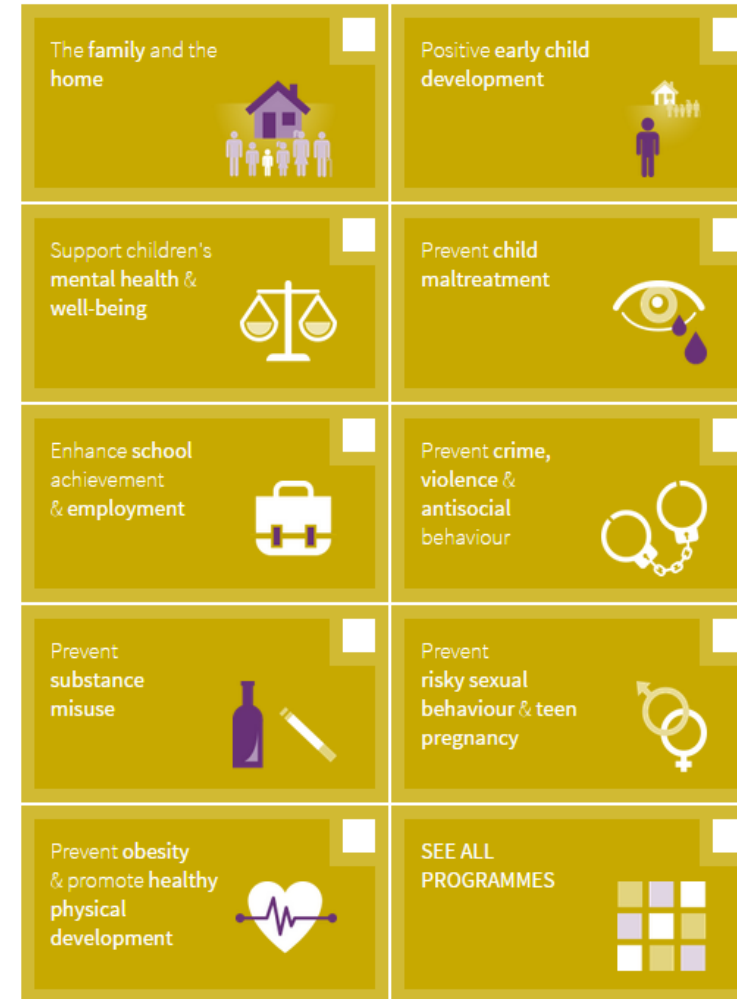 The family and the
home
Positive early child
development
Support children's
mental health &
well-being
Prevent child
maltreatment
Enhance school
achievement
& employment
Prevent crime,
violence &
antisocial
behaviour
Prevent
substance
misuse
Prevent
risky sexual
behaviour & teen
pregnancy
Prevent obesity
& promote healthy
physical
development
SEE ALL
PROGRAMMES